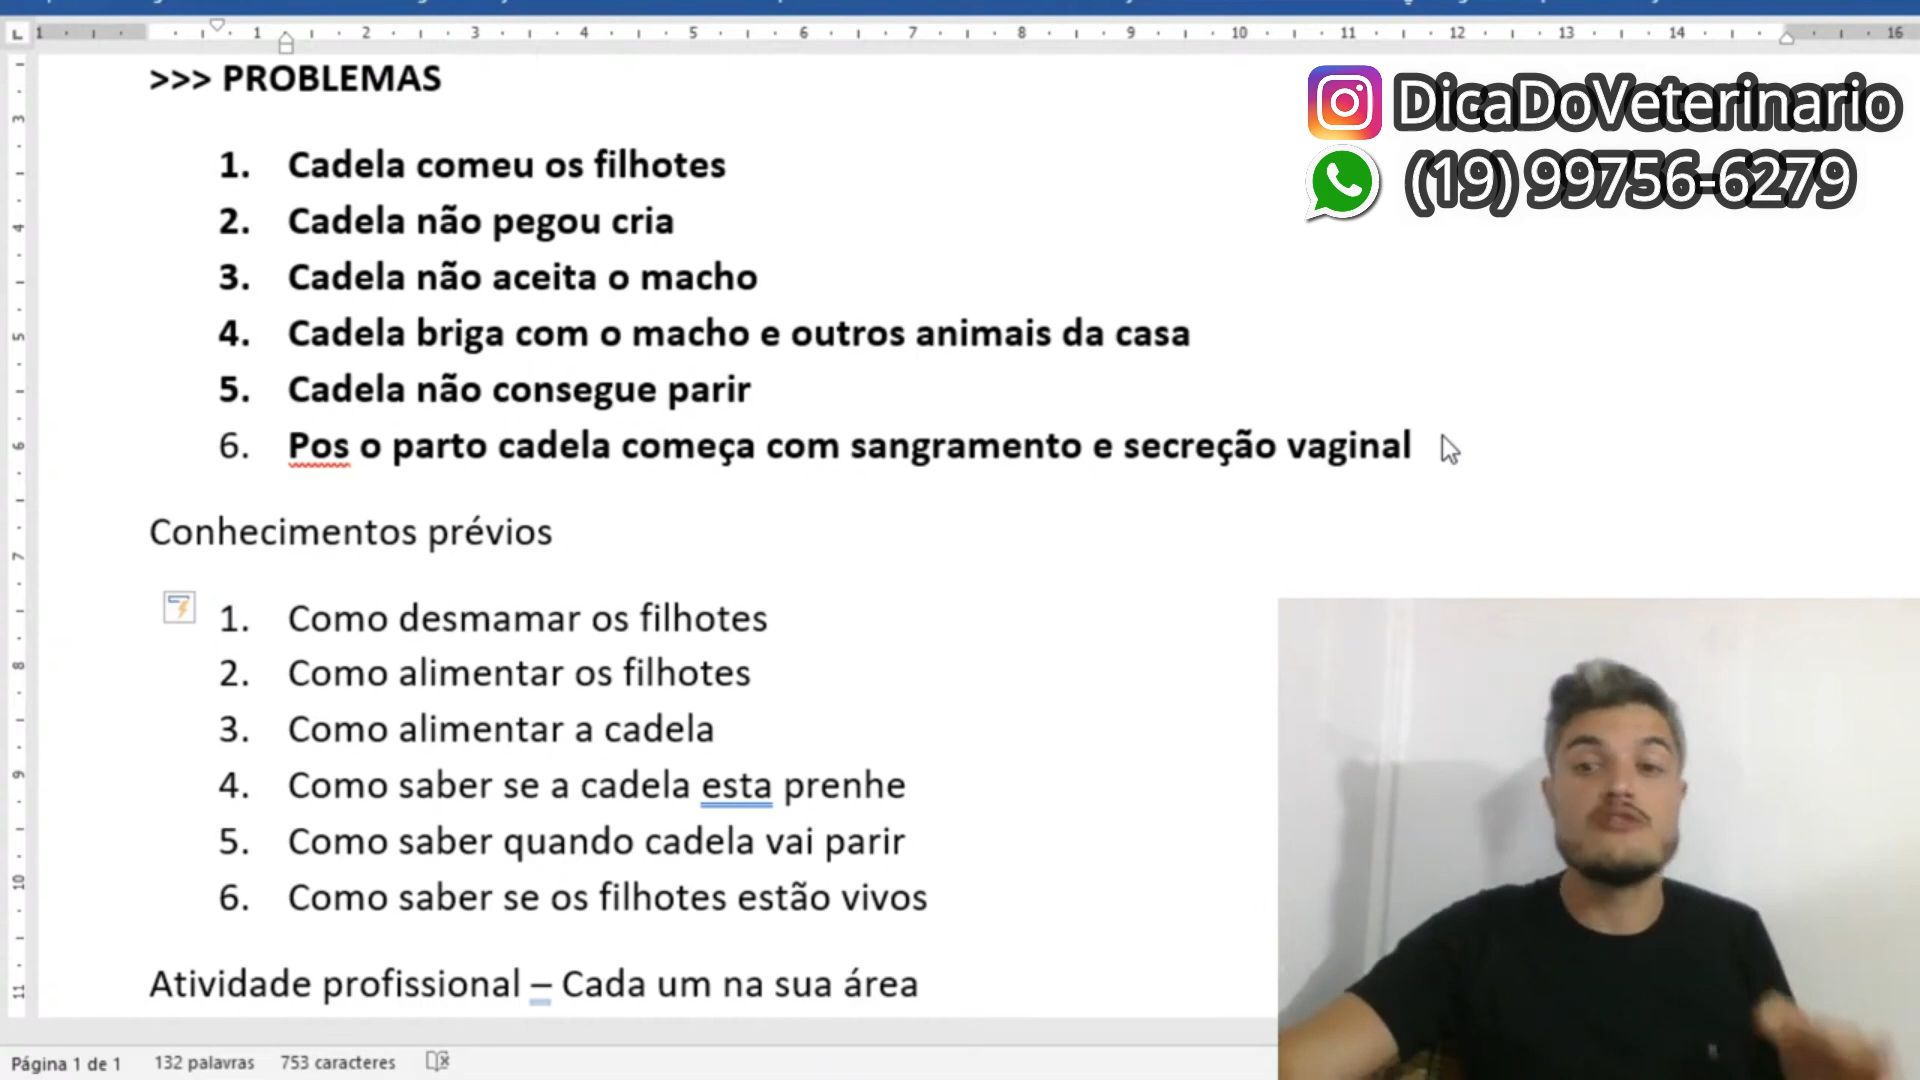 >>> PROBLEMAS
DicaDoVeterinario
(19) 99756-6279
1. Cadela comeu os filhotes
2. Cadela não pegou cria
3. Cadela não aceita o macho
4. Cadela briga com o macho e outros animais da casa
5. Cadela não consegue parir
6. Pos o parto cadela começa com sangramento e secreção vaginal
Conhecimentos prévios
1. Como desmamar os filhotes
2. Como alimentar os filhotes
3. Como alimentar a cadela
4. Como saber se a cadela esta prenhe
5. Como saber quando cadela vai parir
6. Como saber se os filhotes estão vivos
Atividade profissional – Cada um na sua área
Página 1 de 1 132 palavras 753 caracteres